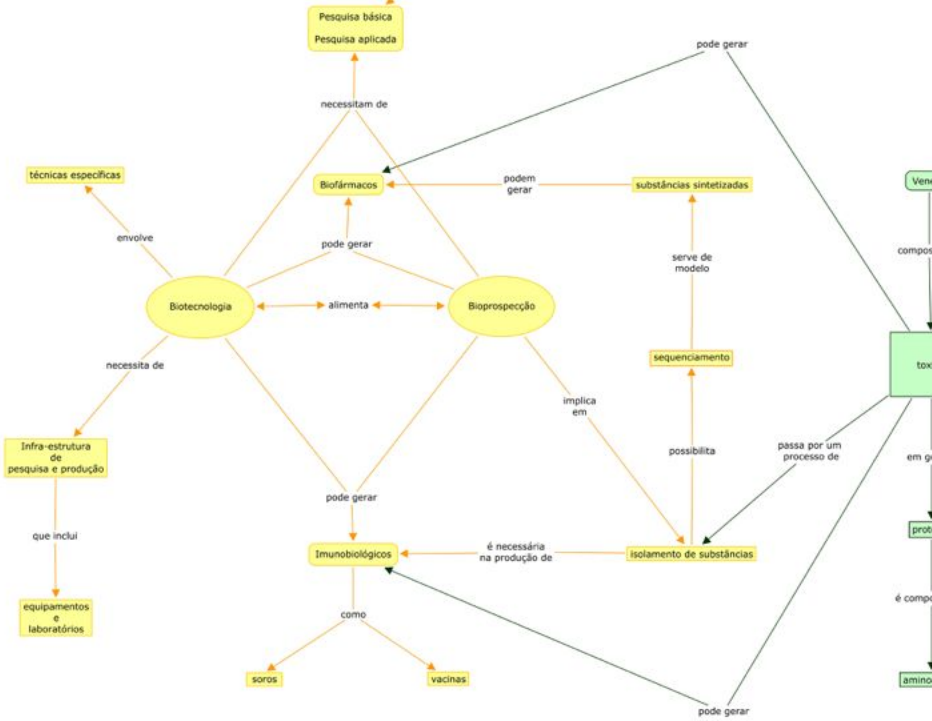 Pesquisa básica
Pesquisa aplicada
pode gerar
necessitam de
técnicas específicas
Biofármacos
podem
gerar
substâncias sintetizadas
envolve
pode gerar
serve de
modelo
Biotecnologia
alimenta
Bioprospecção
necessita de
sequenciamento
implica
em
Infra-estrutura
de
pesquisa e produção
possibilita
passa por um
processo de
pode gerar
que inclui
Imunobiológicos
é necessária
na produção de
isolamento de substâncias
equipamentos
e
laboratórios
como
soros
vacinas
pode gerar